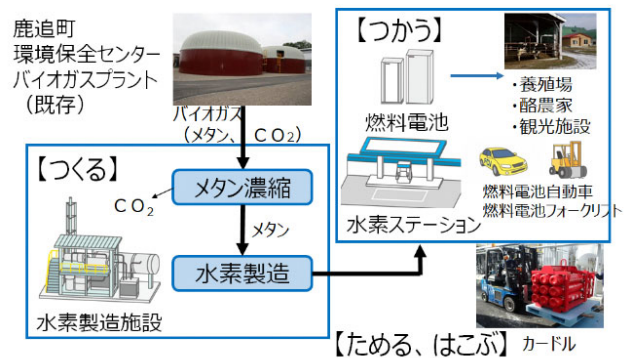 鹿追町
環境保全センター
バイオガスプラント
（既存）
バイオガス
（メタン、ＣＯ₂）
【つくる】
メタン濃縮
ＣＯ₂
メタン
水素製造
水素製造施設
【つかう】
燃料電池
・養殖場
・酪農家
・観光施設
水素ステーション
燃料電池自動車
燃料電池フォークリフト
【ためる、はこぶ】
カードル